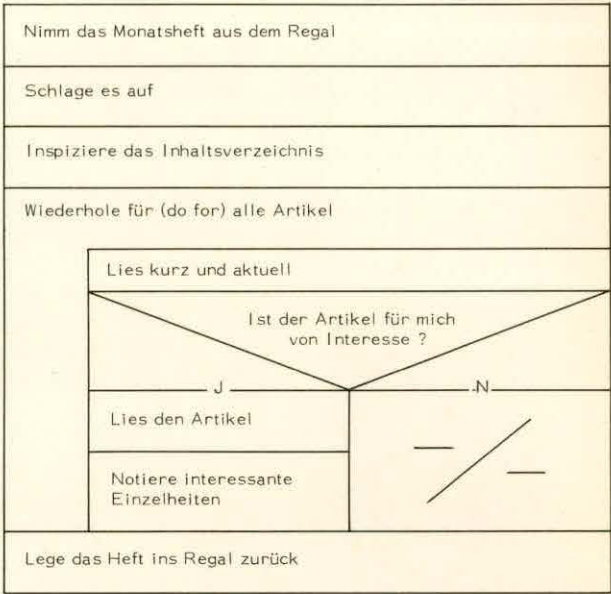 Nimm das Monatsheft aus dem Regal
Schlage es auf
Inspiziere das Inhaltsverzeichnis
Wiederhole für (do for) alle Artikel
Lies kurz und aktuell
Ist der Artikel für mich
von Interesse ?
J
N
Lies den Artikel
Notiere interessante
Einzelheiten
Lege das Heft ins Regal zurück